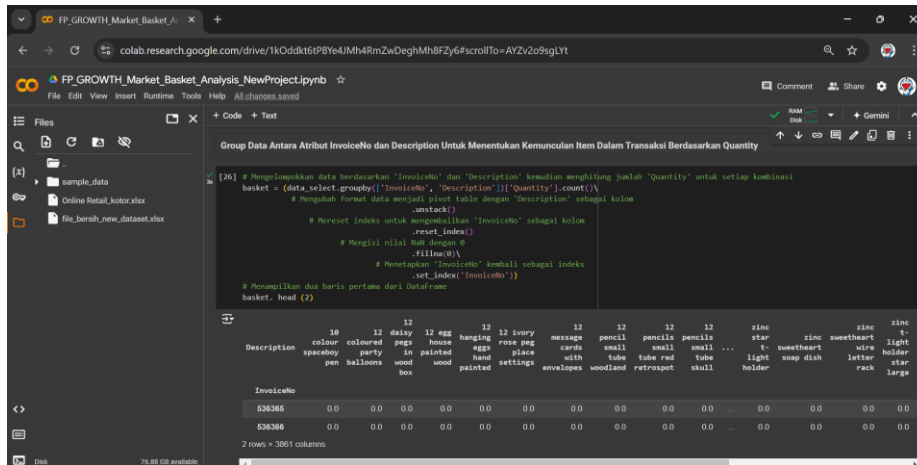 FP_GROWTH_Market_Basket_A
colab.research.google.com/drive/1kOddkt6tP8Ye4JMh4RmZwDeghMh8FZy6#scrollTo=AYZv2o9sgLYt
FP_GROWTH_Market_Basket_Analysis_NewProject.ipynb
Comment
Share
File Edit View Insert Runtime Tools Help All changes saved
Files
+ Code + Text
RAM
Disk
Gemini
..
sample_data
Online Retail_kotor.xlsx
file_bersih_new_dataset.xlsx
Group Data Antara Atribut InvoiceNo dan Description Untuk Menentukan Kemunculan Item Dalam Transaksi Berdasarkan Quantity
[26] # Mengelompokkan data berdasarkan 'InvoiceNo' dan 'Description' kemudian menghitung jumlah 'Quantity' untuk setiap kombinasi
basket = (data_select.groupby(['InvoiceNo', 'Description'])['Quantity'].count()\
# Mengubah format data menjadi pivot table dengan 'Description' sebagai kolom
.unstack()
# Mereset indeks untuk mengembalikan 'InvoiceNo' sebagai kolom
.reset_index()
# Mengisi nilai NaN dengan 0
.fillna(0)\
# Menetapkan 'InvoiceNo' kembali sebagai indeks
.set_index('InvoiceNo'))
# Menampilkan dua baris pertama dari DataFrame
basket. head (2)
12 zinc
10 12 daisy 12 egg 12 12 ivory 12 12 12 12 zinc zinc t-
colour coloured pegs house hanging rose peg message pencil pencils pencils star zinc sweetheart light
Description spaceboy party in painted eggs place cards small small small ... t- sweetheart wire holder
pen balloons wood wood hand settings with tube tube red tube light soap dish letter star
box painted envelopes woodland retrospot skull holder rack large
InvoiceNo
536365 0.0 0.0 0.0 0.0 0.0 0.0 0.0 0.0 0.0 0.0 ... 0.0 0.0 0.0 0.0
536366 0.0 0.0 0.0 0.0 0.0 0.0 0.0 0.0 0.0 0.0 ... 0.0 0.0 0.0 0.0
2 rows × 3861 columns
Disk 76.88 GB available